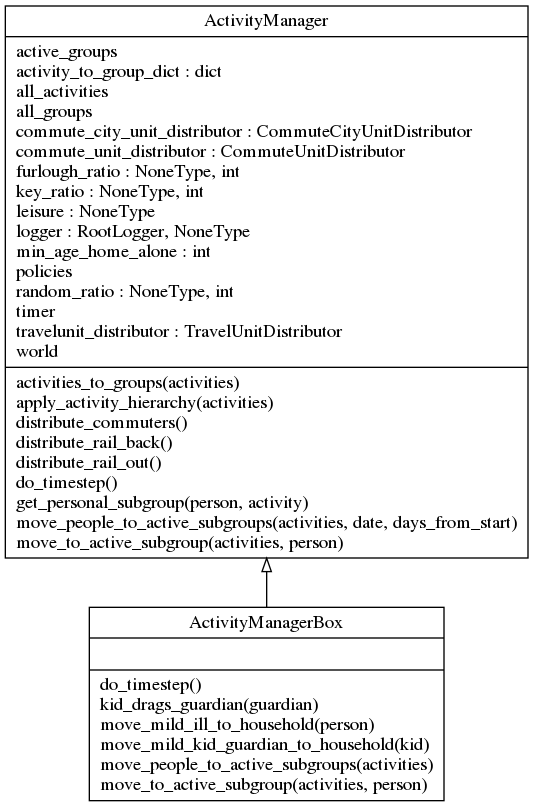 ActivityManager
active_groups
activity_to_group_dict : dict
all_activities
all_groups
commute_city_unit_distributor : CommuteCityUnitDistributor
commute_unit_distributor : CommuteUnitDistributor
furlough_ratio : NoneType, int
key_ratio : NoneType, int
leisure : NoneType
logger : RootLogger, NoneType
min_age_home_alone : int
policies
random_ratio : NoneType, int
timer
travelunit_distributor : TravelUnitDistributor
world
activities_to_groups(activities)
apply_activity_hierarchy(activities)
distribute_commuters()
distribute_rail_back()
distribute_rail_out()
do_timestep()
get_personal_subgroup(person, activity)
move_people_to_active_subgroups(activities, date, days_from_start)
move_to_active_subgroup(activities, person)
ActivityManagerBox
do_timestep()
kid_drags_guardian(guardian)
move_mild_ill_to_household(person)
move_mild_kid_guardian_to_household(kid)
move_people_to_active_subgroups(activities)
move_to_active_subgroup(activities, person)